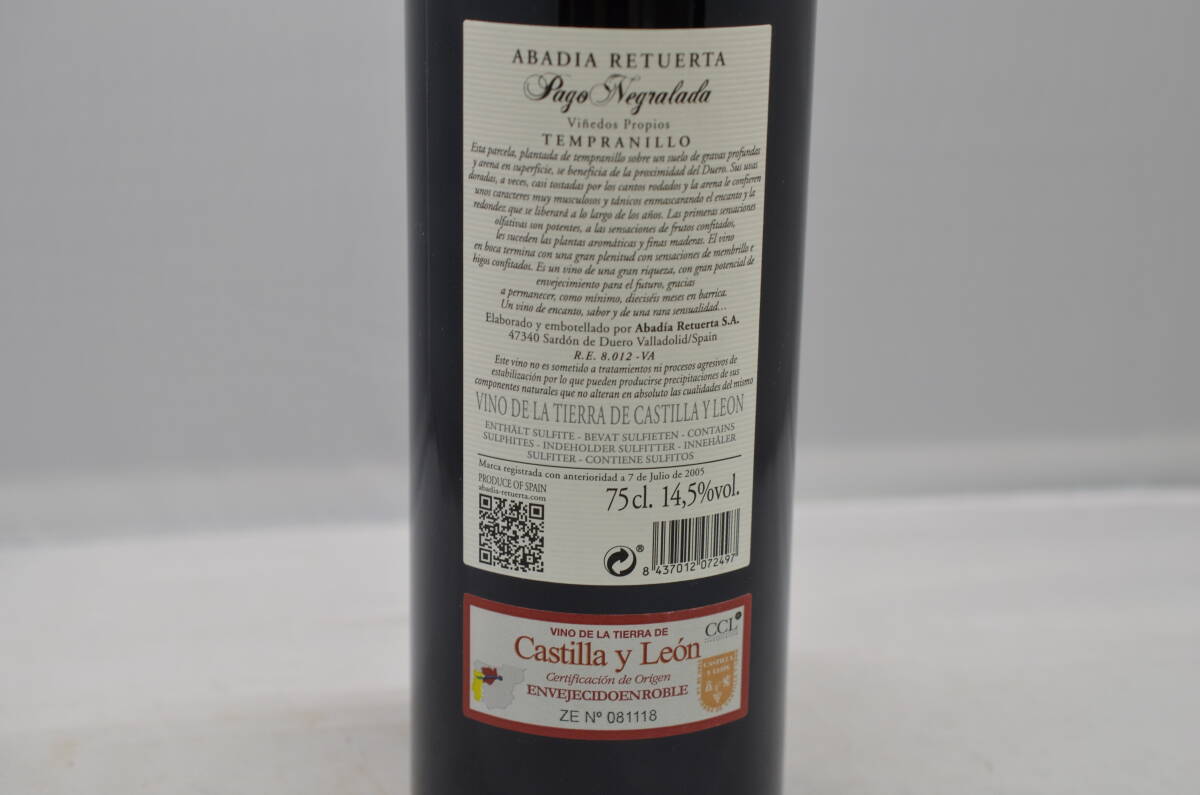 ABADIA RETUERTA
Pago Negralada
Viñedos Propios
TEMPRANILLO
Esta parcela, plantada de tempranillo sobre un suelo de gravas profundas
y arena en superficie, se beneficia de la proximidad del Duero. Sus uvas
doradas, a veces, casi tostadas por los cantos rodados y la arena le confieren
unos caracteres muy musculosos y tánicos enmascarando el encanto y la
redondez que se liberará a lo largo de los años. Las primeras sensaciones
olfativas son potentes, a las sensaciones de frutos confitados,
les suceden las plantas aromáticas y finas maderas. El vino
en boca termina con una gran plenitud con sensaciones de membrillo e
higos confitados. Es un vino de una gran riqueza, con gran potencial de
envejecimiento para el futuro, gracias
a permanecer, como mínimo, dieciséis meses en barrica.
Un vino de encanto, sabor y de una rara sensualidad...
Elaborado y embotellado por Abadía Retuerta S.A.
47340 Sardón de Duero Valladolid/Spain
R.E. 8.012 -VA
Este vino no es sometido a tratamientos ni procesos agresivos de
estabilización por lo que pueden producirse precipitaciones de sus
componentes naturales que no alteran en absoluto las cualidades del mismo
VINO DE LA TIERRA DE CASTILLA Y LEON
ENTHÄLT SULFITE - BEVAT SULFIETEN - CONTAINS
SULPHITES - INDEHOLDER SULFITTER - INNEHÅLER
SULFITER - CONTIENE SULFITOS
Marca registrada con anterioridad a 7 de Julio de 2005
PRODUCE OF SPAIN
abadia-retuerta.com
75 cl. 14,5%vol.
®
8 437012 072497
VINO DE LA TIERRA DE
CCL
Castilla y León
CASTILLA
Y LEON
Certificación de Origen
ENVEJECIDOENROBLE
ZE Nº 081118